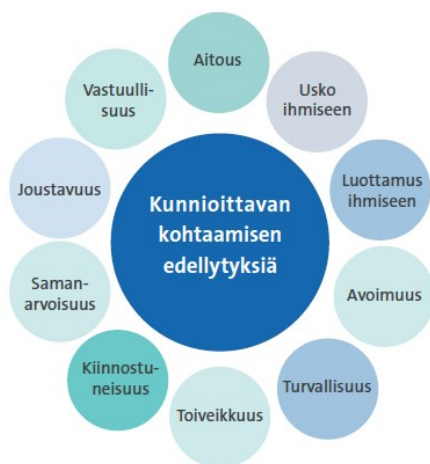 Aitous
Usko
ihmiseen
Luottamus
ihmiseen
Avoimuus
Turvallisuus
Toiveikkuus
Kiinnostu-
neisuus
Saman-
arvoisuus
Joustavuus
Vastuulli-
suus
Kunnioittavan
kohtaamisen
edellytyksiä